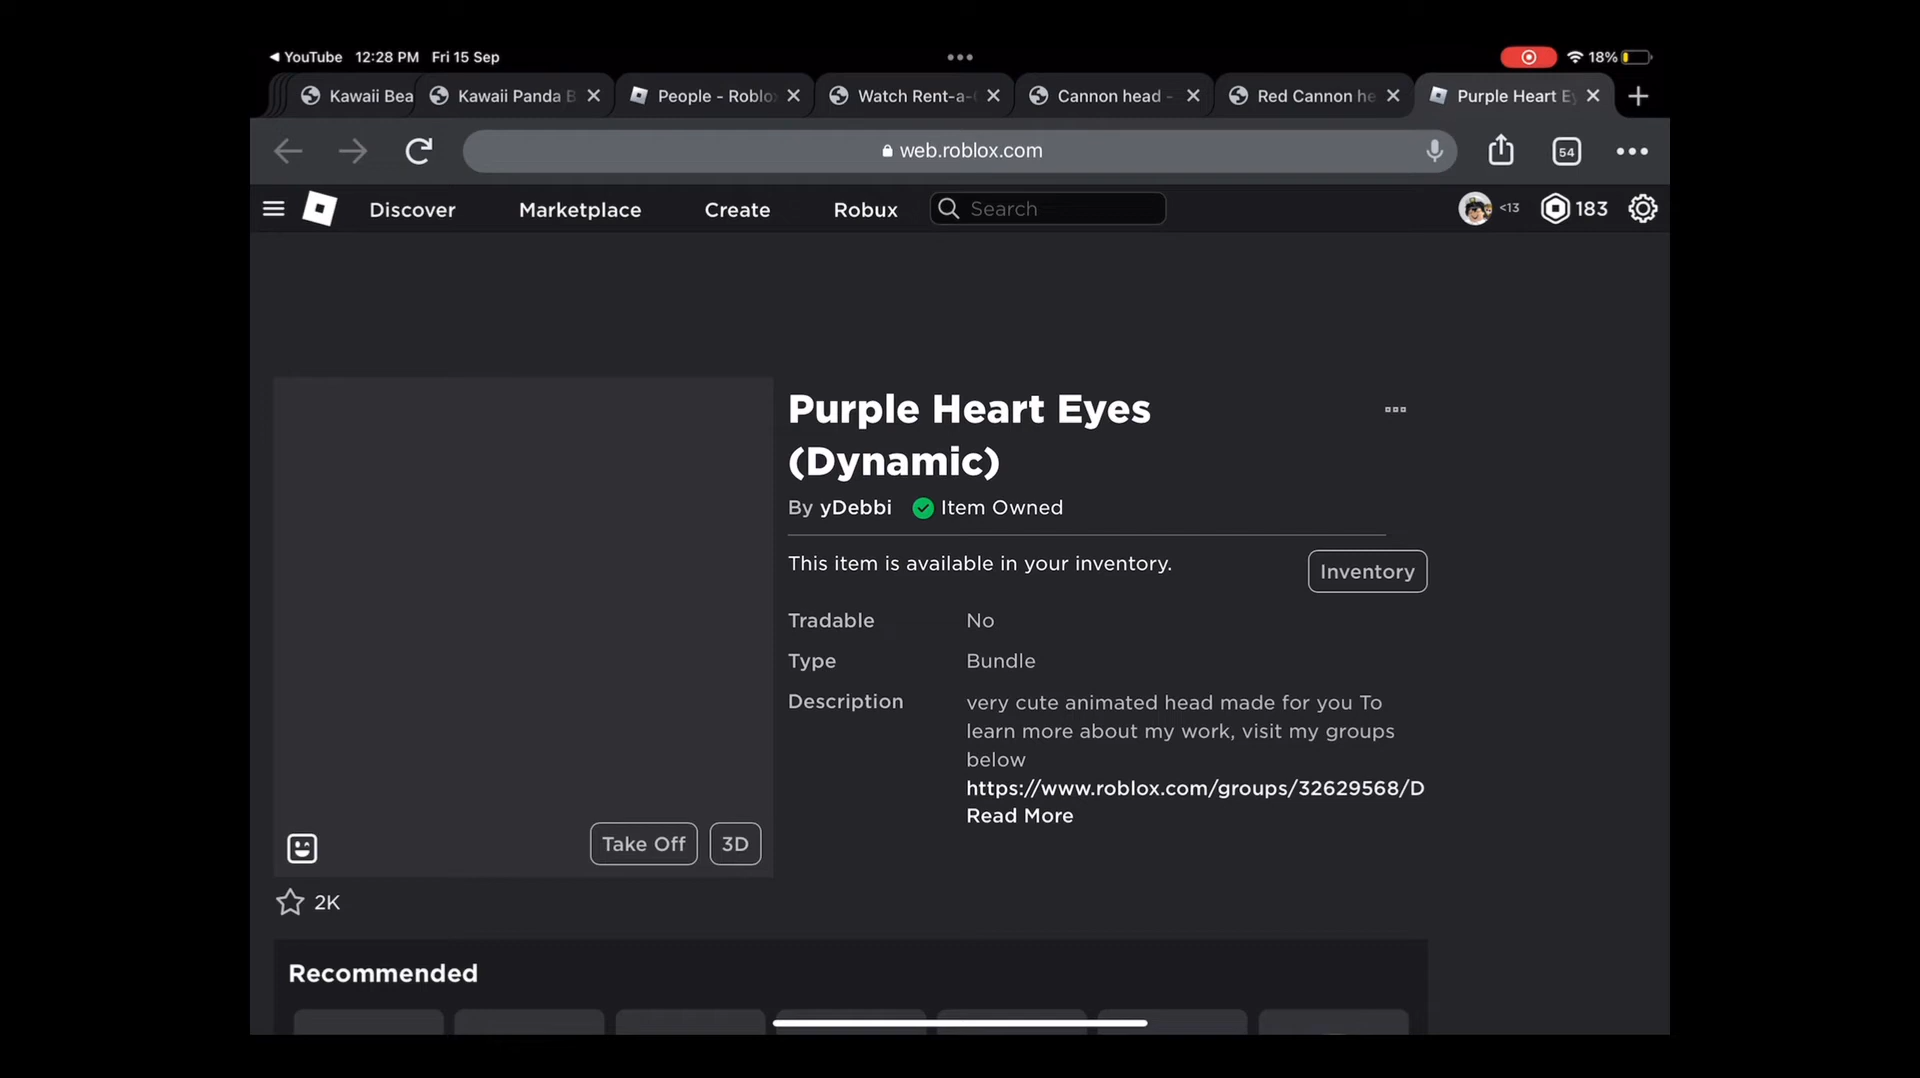 YouTube 12:28 PM Fri 15 Sep 18%
Kawaii Bea Kawaii Panda B People - Roblo Watch Rent-a- Cannon head - Red Cannon he Purple Heart E
web.roblox.com 54
Discover Marketplace Create Robux Search <13 183
Purple Heart Eyes
(Dynamic)
By yDebbi Item Owned
This item is available in your inventory. Inventory
Tradable No
Type Bundle
Description very cute animated head made for you To
learn more about my work, visit my groups
below
https://www.roblox.com/groups/32629568/D
Read More
Take Off 3D
2K
Recommended